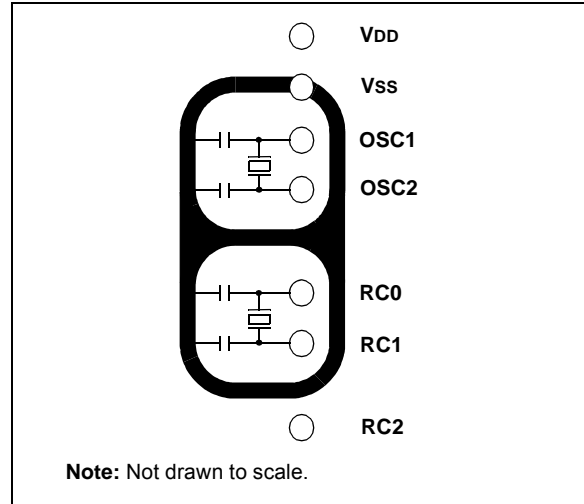 VDD
VSS
OSC1
OSC2
RC0
RC1
RC2
Note: Not drawn to scale.